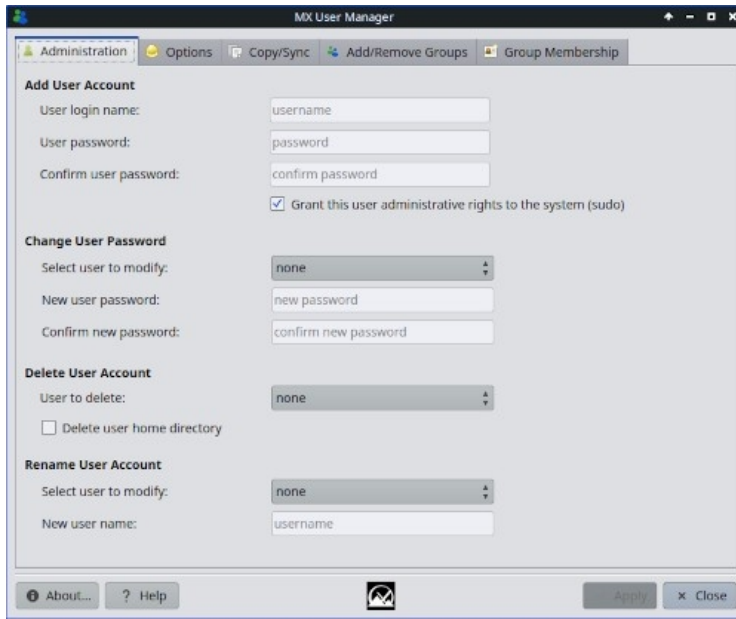 MX User Manager
Administration Options Copy/Sync Add/Remove Groups Group Membership
Add User Account
User login name: username
User password: password
Confirm user password: confirm password
Grant this user administrative rights to the system (sudo)
Change User Password
Select user to modify: none
New user password: new password
Confirm new password: confirm new password
Delete User Account
User to delete: none
Delete user home directory
Rename User Account
Select user to modify: none
New user name: username
About... ? Help Apply Close